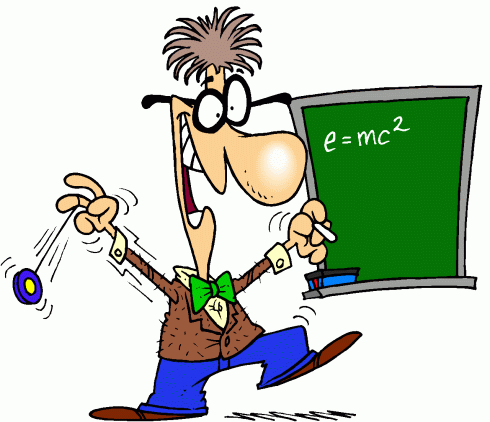 e = mc²